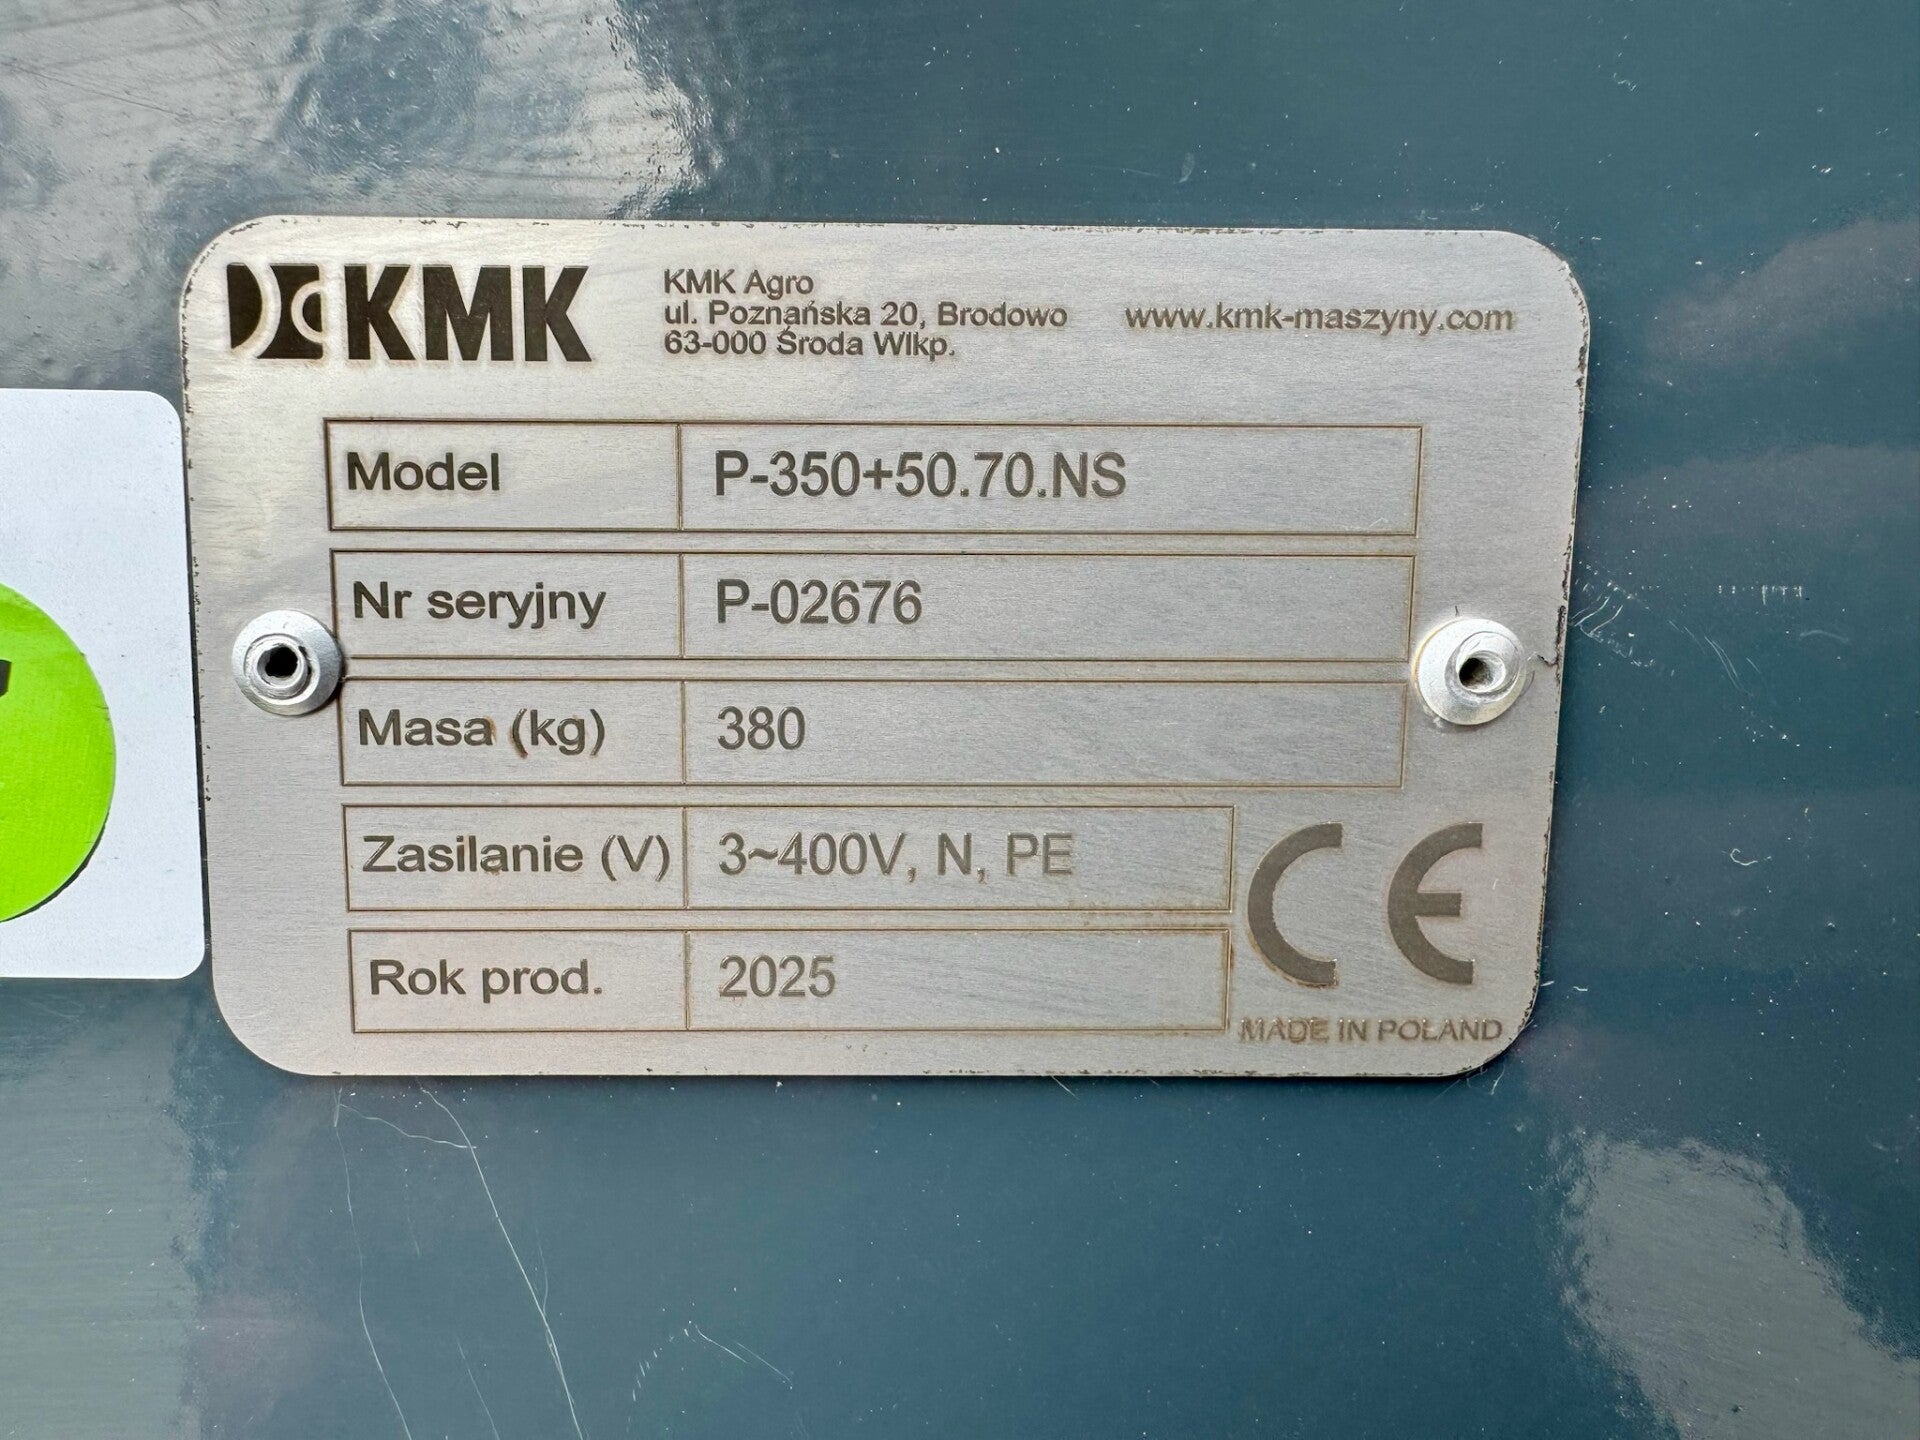 KMK
KMK Agro
ul. Poznańska 20, Brodowo
63-000 Środa Wlkp.
www.kmk-maszyny.com
Model P-350+50.70.NS
Nr seryjny P-02676
Masa (kg) 380
Zasilanie (V) 3~400V, N, PE
Rok prod. 2025
CE
MADE IN POLAND